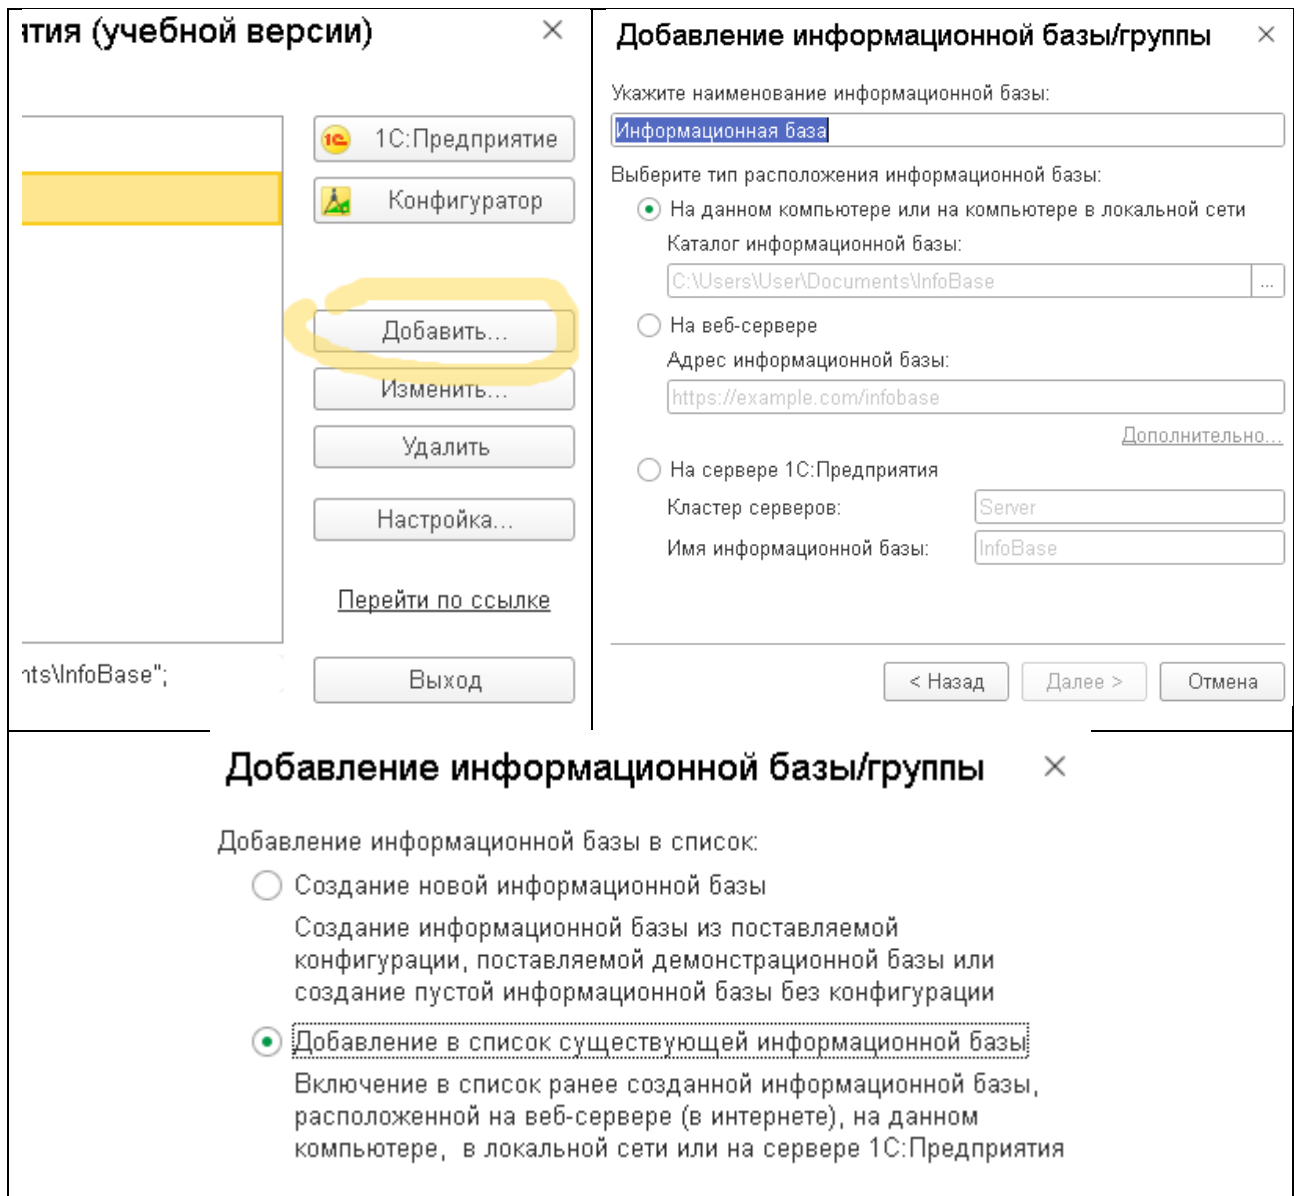 ятия (учебной версии)
1С:Предприятие
Конфигуратор
Добавить...
Изменить...
Удалить
Настройка...
Перейти по ссылке
nts\InfoBase";
Выход
Добавление информационной базы/группы
Укажите наименование информационной базы:
Информационная база
Выберите тип расположения информационной базы:
На данном компьютере или на компьютере в локальной сети
Каталог информационной базы:
C:\Users\User\Documents\InfoBase
...
На веб-сервере
Адрес информационной базы:
https://example.com/infobase
Дополнительно...
На сервере 1С:Предприятия
Кластер серверов:
Server
Имя информационной базы:
InfoBase
< Назад
Далее >
Отмена
Добавление информационной базы/группы
Добавление информационной базы в список:
Создание новой информационной базы
Создание информационной базы из поставляемой
конфигурации, поставляемой демонстрационной базы или
создание пустой информационной базы без конфигурации
Добавление в список существующей информационной базы
Включение в список ранее созданной информационной базы,
расположенной на веб-сервере (в интернете), на данном
компьютере, в локальной сети или на сервере 1С:Предприятия